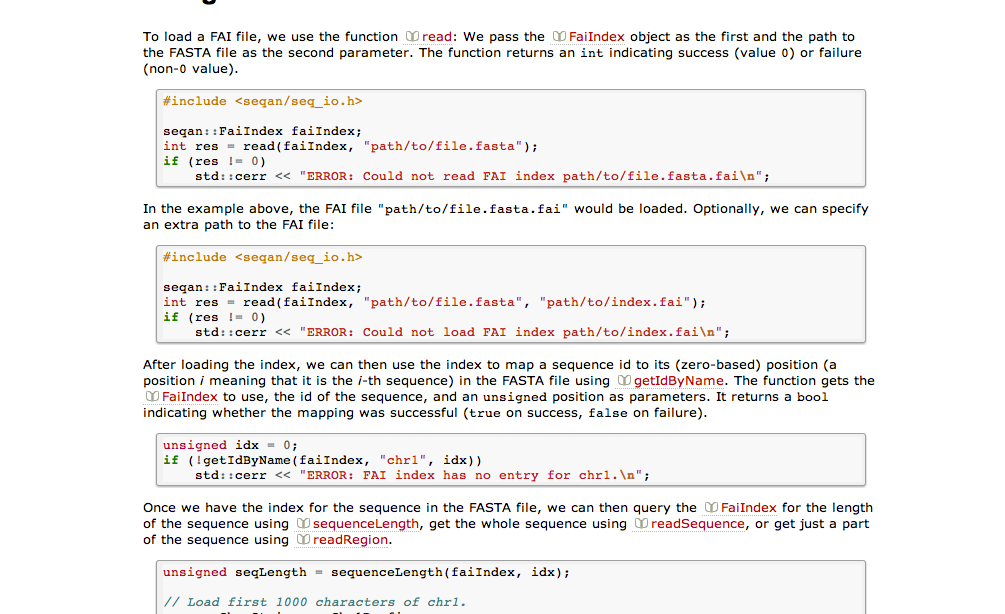 To load a FAI file, we use the function read: We pass the FaiIndex object as the first and the path to
the FASTA file as the second parameter. The function returns an int indicating success (value 0) or failure
(non-0 value).
#include <seqan/seq_io.h>
seqan::FaiIndex faiIndex;
int res = read(faiIndex, "path/to/file.fasta");
if (res != 0)
    std::cerr << "ERROR: Could not read FAI index path/to/file.fasta.fai\n";
In the example above, the FAI file "path/to/file.fasta.fai" would be loaded. Optionally, we can specify
an extra path to the FAI file:
#include <seqan/seq_io.h>
seqan::FaiIndex faiIndex;
int res = read(faiIndex, "path/to/file.fasta", "path/to/index.fai");
if (res != 0)
    std::cerr << "ERROR: Could not load FAI index path/to/index.fai\n";
After loading the index, we can then use the index to map a sequence id to its (zero-based) position (a
position i meaning that it is the i-th sequence) in the FASTA file using getIdByName. The function gets the
FaiIndex to use, the id of the sequence, and an unsigned position as parameters. It returns a bool
indicating whether the mapping was successful (true on success, false on failure).
unsigned idx = 0;
if (!getIdByName(faiIndex, "chr1", idx))
    std::cerr << "ERROR: FAI index has no entry for chr1.\n";
Once we have the index for the sequence in the FASTA file, we can then query the FaiIndex for the length
of the sequence using sequenceLength, get the whole sequence using readSequence, or get just a part
of the sequence using readRegion.
unsigned seqLength = sequenceLength(faiIndex, idx);
// Load first 1000 characters of chr1.